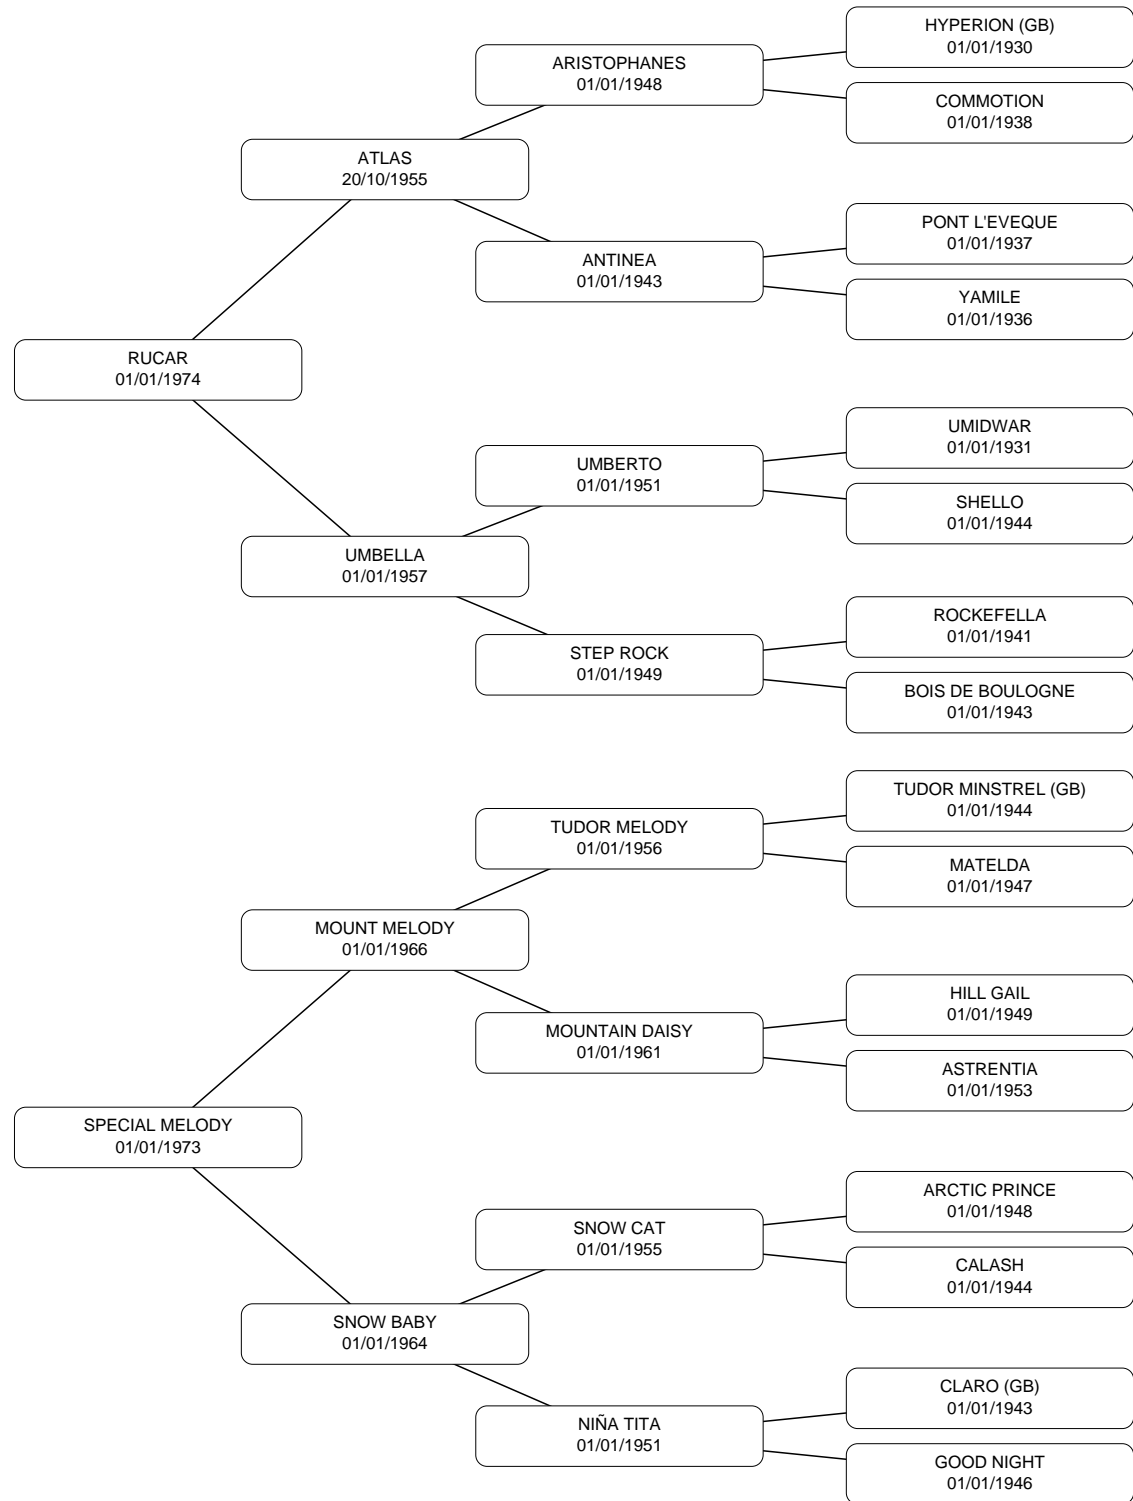 HYPERION (GB)
01/01/1930
ARISTOPHANES
01/01/1948
COMMOTION
01/01/1938
ATLAS
20/10/1955
PONT L'EVEQUE
01/01/1937
ANTINEA
01/01/1943
YAMILE
01/01/1936
RUCAR
01/01/1974
UMIDWAR
01/01/1931
UMBERTO
01/01/1951
SHELLO
01/01/1944
UMBELLA
01/01/1957
ROCKEFELLA
01/01/1941
STEP ROCK
01/01/1949
BOIS DE BOULOGNE
01/01/1943
TUDOR MINSTREL (GB)
01/01/1944
TUDOR MELODY
01/01/1956
MATELDA
01/01/1947
MOUNT MELODY
01/01/1966
HILL GAIL
01/01/1949
MOUNTAIN DAISY
01/01/1961
ASTRENTIA
01/01/1953
SPECIAL MELODY
01/01/1973
ARCTIC PRINCE
01/01/1948
SNOW CAT
01/01/1955
CALASH
01/01/1944
SNOW BABY
01/01/1964
CLARO (GB)
01/01/1943
NIÑA TITA
01/01/1951
GOOD NIGHT
01/01/1946